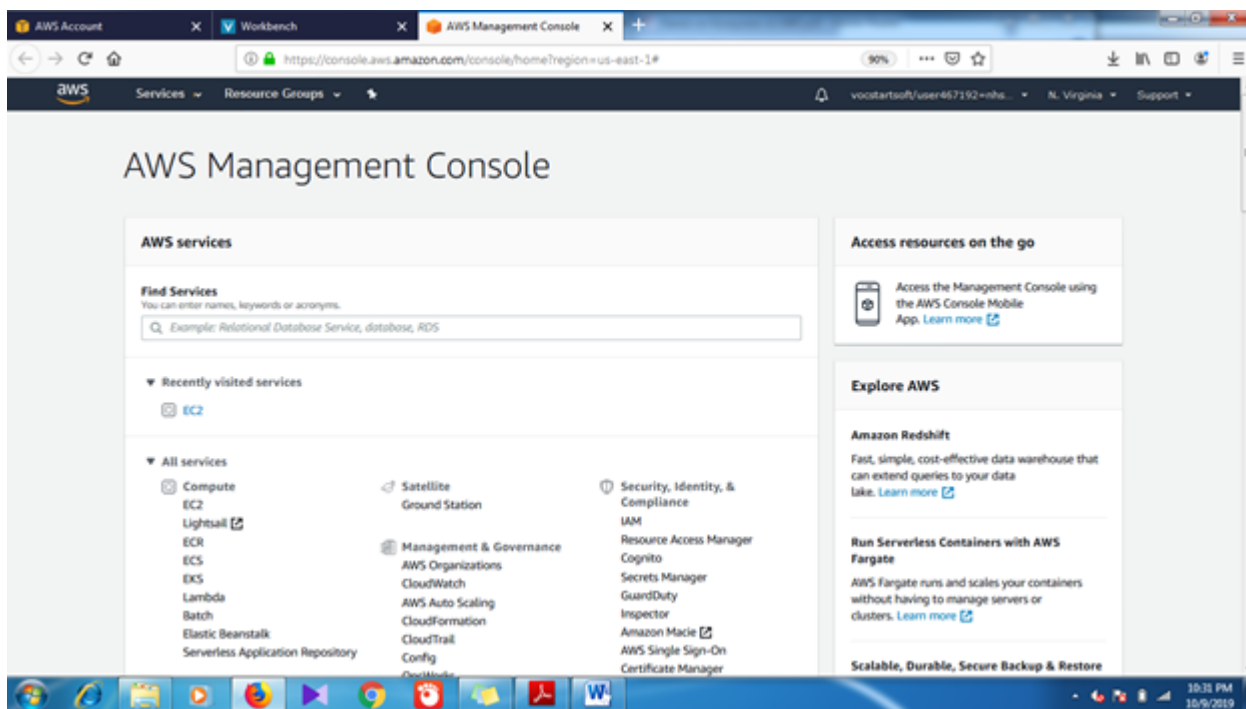 AWS Account
Workbench
AWS Management Console
https://console.aws.amazon.com/console/home?region=us-east-1#
90%
aws
Services
Resource Groups
vocstartsoft/user467192=nhs...
N. Virginia
Support
AWS Management Console
AWS services
Find Services
You can enter names, keywords or acronyms.
Example: Relational Database Service, database, RDS
Recently visited services
EC2
All services
Compute
EC2
Lightsail
ECR
ECS
EKS
Lambda
Batch
Elastic Beanstalk
Serverless Application Repository
Satellite
Ground Station
Management & Governance
AWS Organizations
CloudWatch
AWS Auto Scaling
CloudFormation
CloudTrail
Config
OpsWorks
Security, Identity, &
Compliance
IAM
Resource Access Manager
Cognito
Secrets Manager
GuardDuty
Inspector
Amazon Macie
AWS Single Sign-On
Certificate Manager
Access resources on the go
Access the Management Console using
the AWS Console Mobile
App. Learn more
Explore AWS
Amazon Redshift
Fast, simple, cost-effective data warehouse that
can extend queries to your data
lake. Learn more
Run Serverless Containers with AWS
Fargate
AWS Fargate runs and scales your containers
without having to manage servers or
clusters. Learn more
Scalable, Durable, Secure Backup & Restore
10:31 PM
10/9/2019